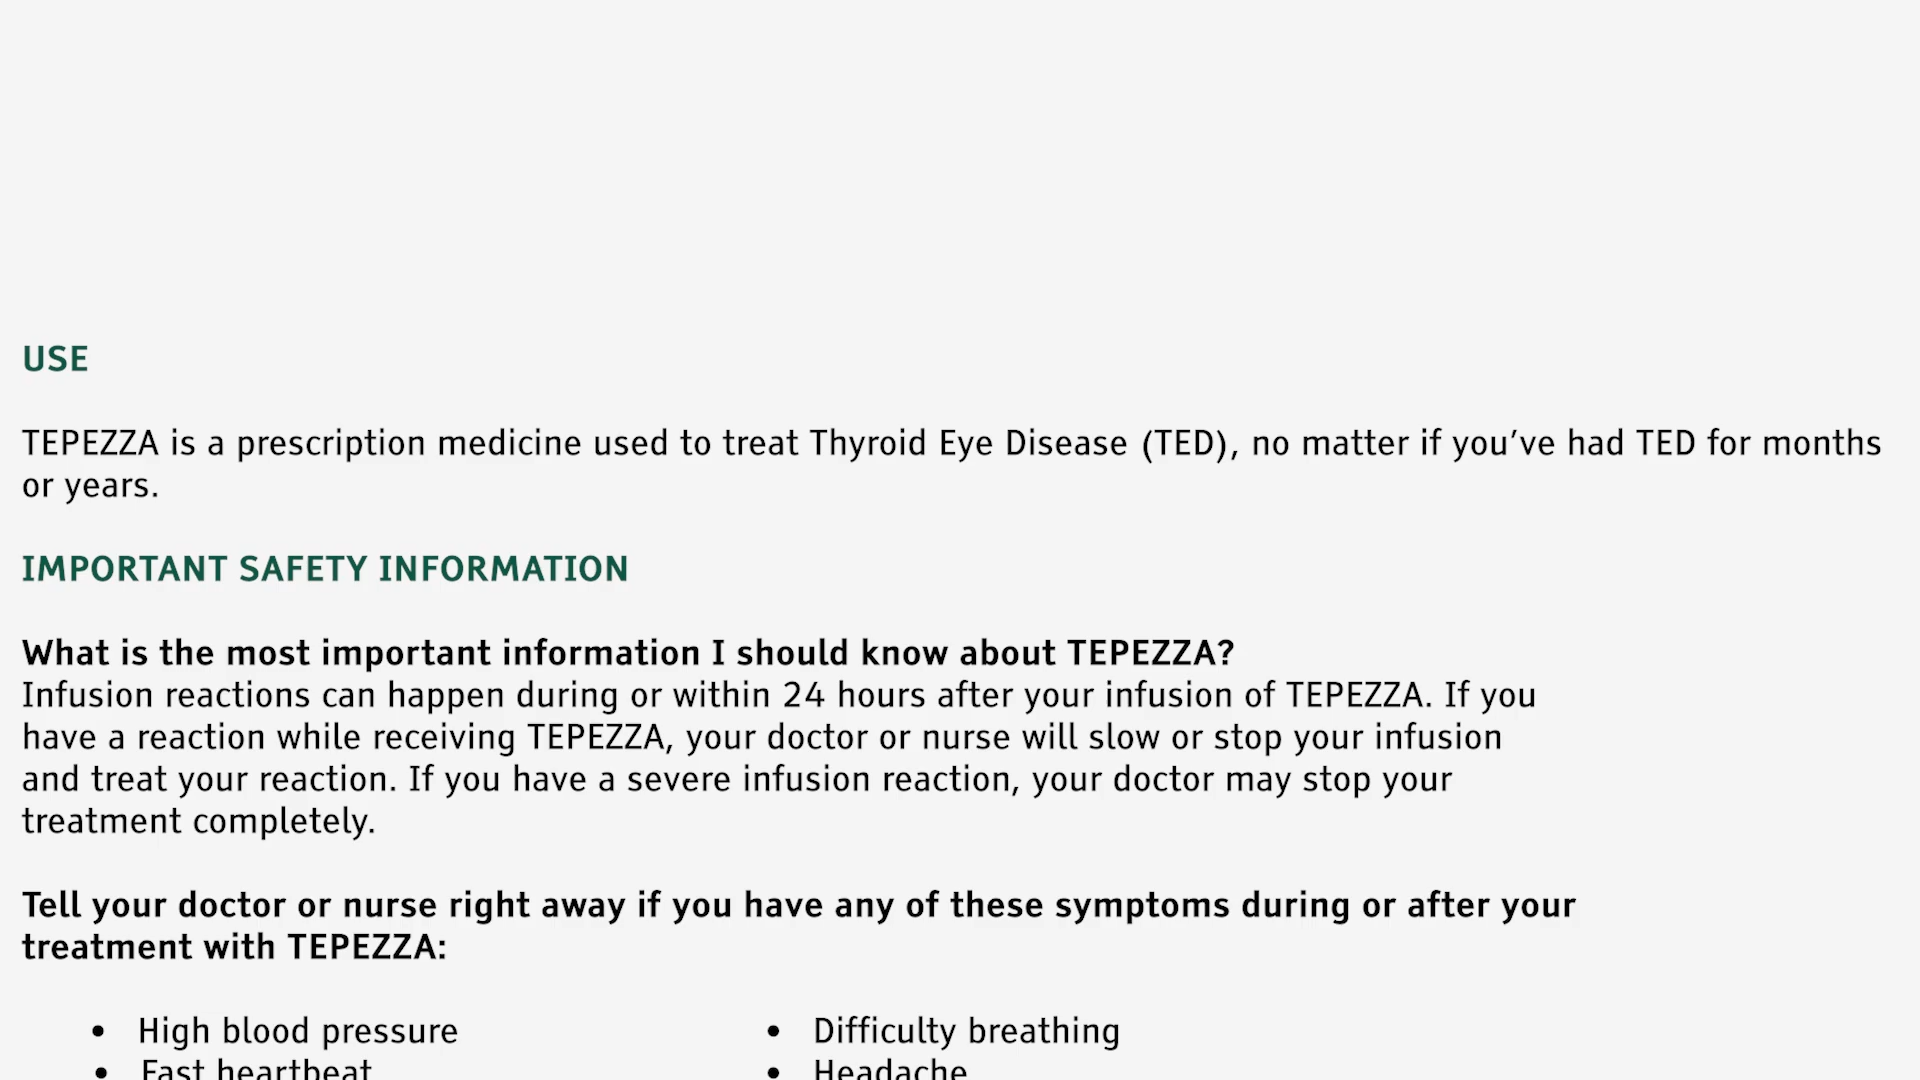 USE
TEPEZZA is a prescription medicine used to treat Thyroid Eye Disease (TED), no matter if you’ve had TED for months
or years.
IMPORTANT SAFETY INFORMATION
What is the most important information I should know about TEPEZZA?
Infusion reactions can happen during or within 24 hours after your infusion of TEPEZZA. If you
have a reaction while receiving TEPEZZA, your doctor or nurse will slow or stop your infusion
and treat your reaction. If you have a severe infusion reaction, your doctor may stop your
treatment completely.
Tell your doctor or nurse right away if you have any of these symptoms during or after your
treatment with TEPEZZA:
• High blood pressure
• Fast heartbeat
• Difficulty breathing
• Headache